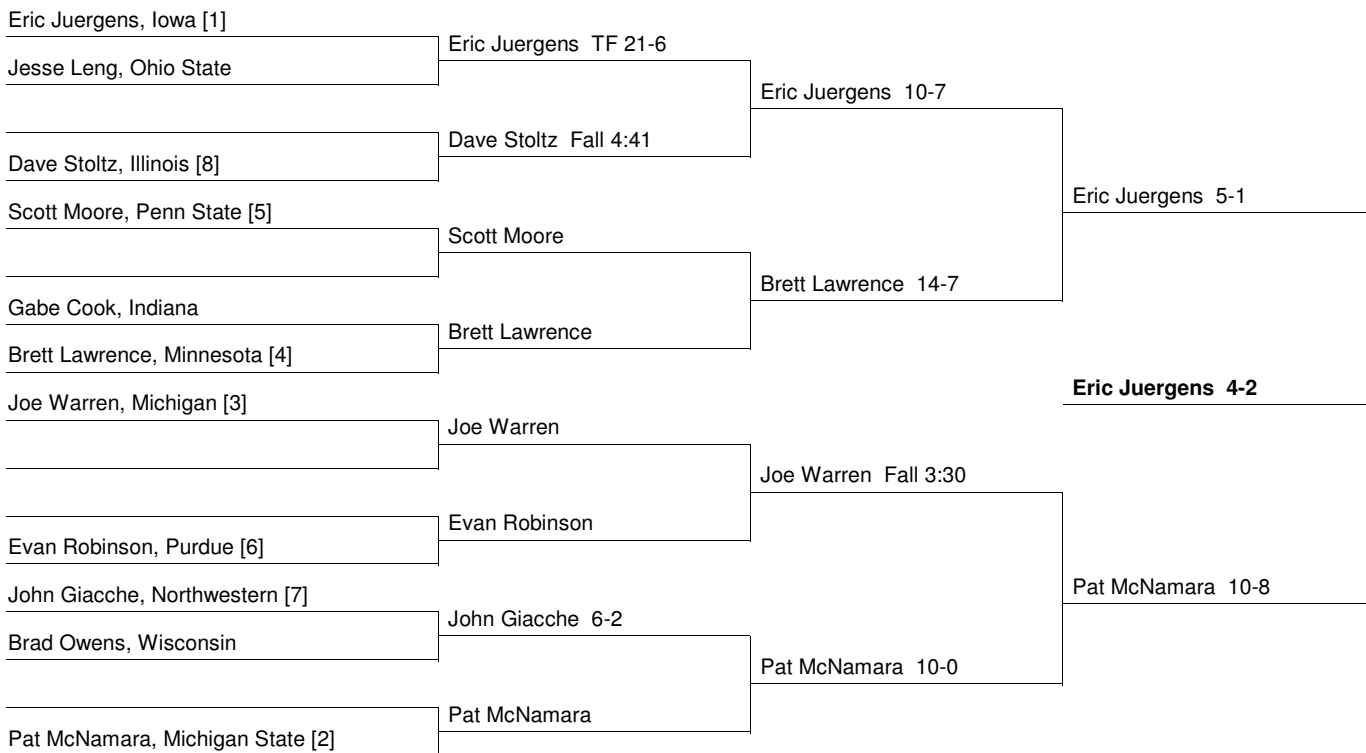 Eric Juergens, Iowa [1]
Jesse Leng, Ohio State
Dave Stoltz, Illinois [8]
Scott Moore, Penn State [5]
Gabe Cook, Indiana
Brett Lawrence, Minnesota [4]
Joe Warren, Michigan [3]
Evan Robinson, Purdue [6]
John Giacche, Northwestern [7]
Brad Owens, Wisconsin
Pat McNamara, Michigan State [2]
Eric Juergens TF 21-6
Dave Stoltz Fall 4:41
Scott Moore
Brett Lawrence
Joe Warren
Evan Robinson
John Giacche 6-2
Pat McNamara
Eric Juergens 10-7
Brett Lawrence 14-7
Joe Warren Fall 3:30
Pat McNamara 10-0
Eric Juergens 5-1
Eric Juergens 4-2
Pat McNamara 10-8